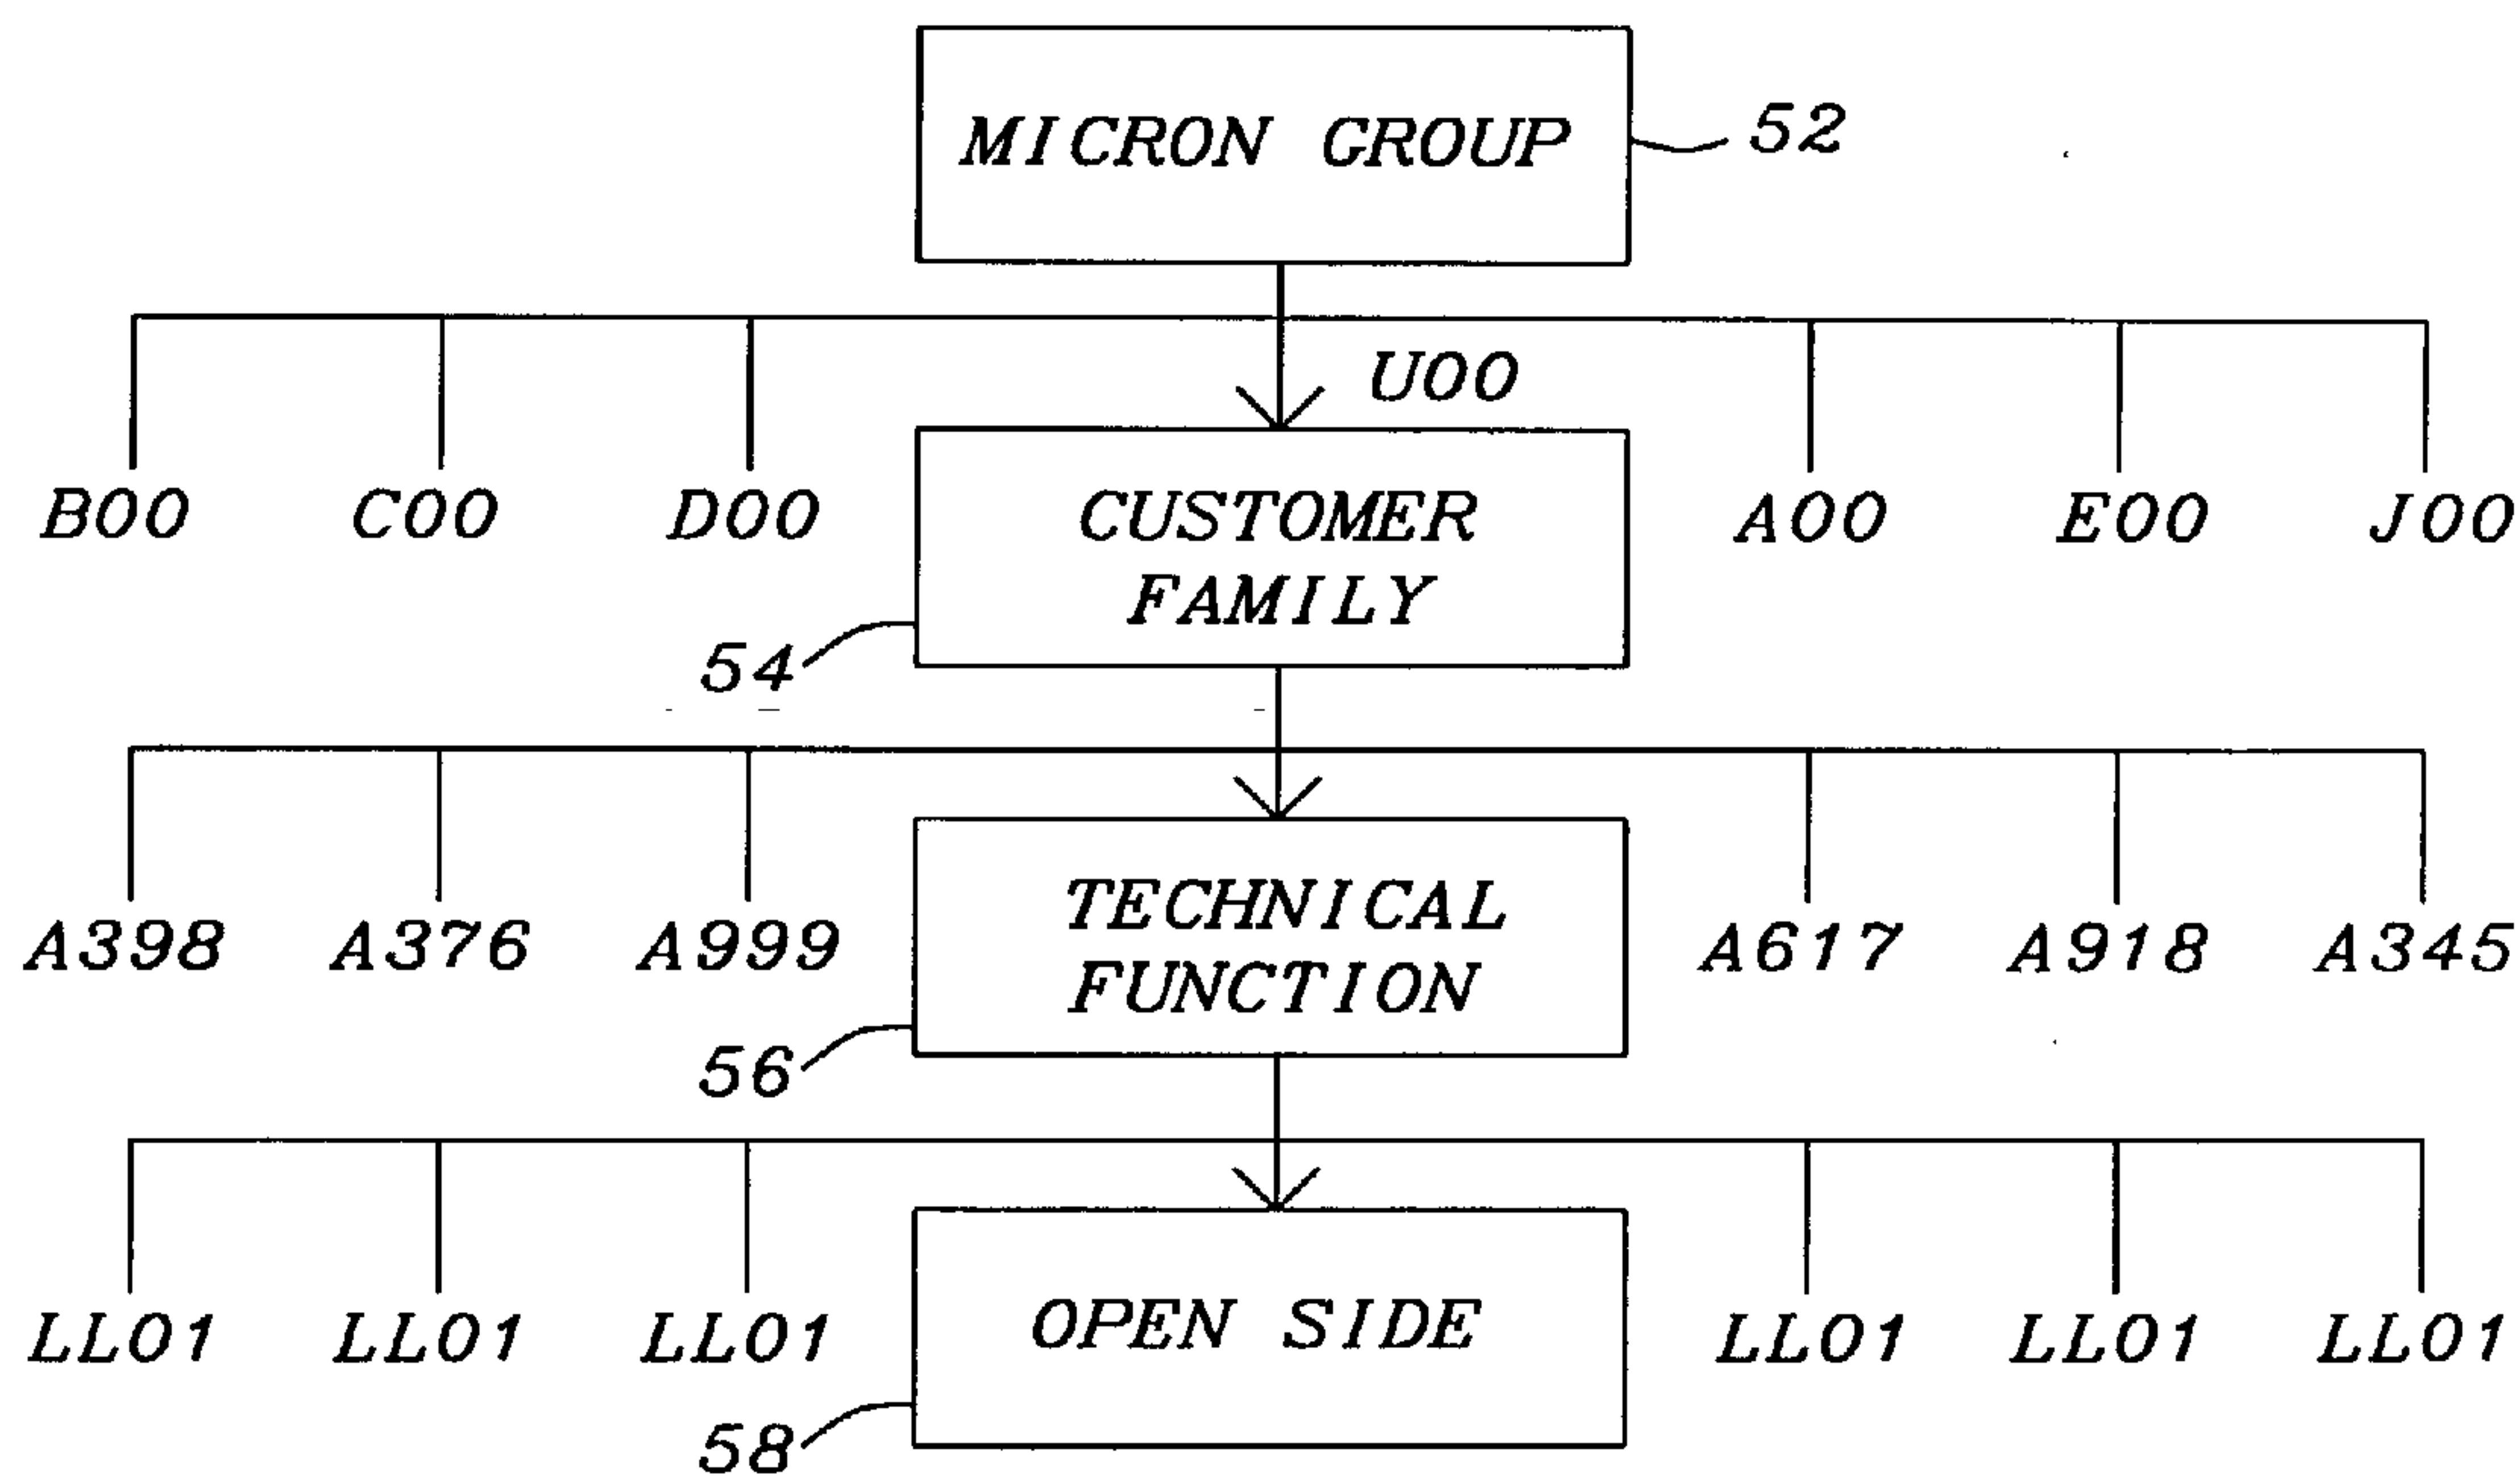 MICRON GROUP
52
U00
B00
C00
D00
CUSTOMER
FAMILY
A00
E00
J00
54
A398
A376
A999
TECHNICAL
FUNCTION
A617
A918
A345
56
LL01
LL01
LL01
OPEN SIDE
LL01
LL01
LL01
58